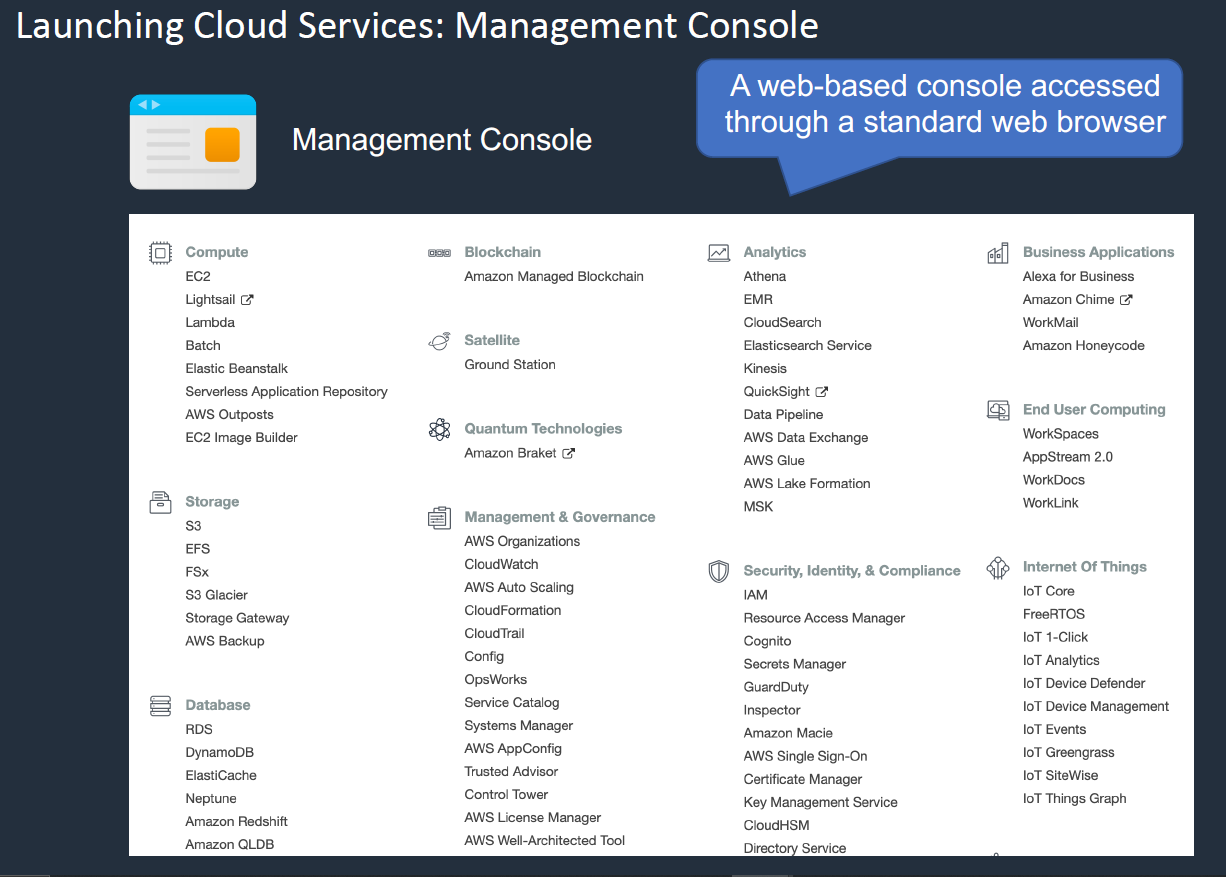 Launching Cloud Services: Management Console
Management Console
A web-based console accessed
through a standard web browser
Compute
EC2
Lightsail
Lambda
Batch
Elastic Beanstalk
Serverless Application Repository
AWS Outposts
EC2 Image Builder
Storage
S3
EFS
FSx
S3 Glacier
Storage Gateway
AWS Backup
Database
RDS
DynamoDB
ElastiCache
Neptune
Amazon Redshift
Amazon QLDB
Blockchain
Amazon Managed Blockchain
Satellite
Ground Station
Quantum Technologies
Amazon Braket
Management & Governance
AWS Organizations
CloudWatch
AWS Auto Scaling
CloudFormation
CloudTrail
Config
OpsWorks
Service Catalog
Systems Manager
AWS AppConfig
Trusted Advisor
Control Tower
AWS License Manager
AWS Well-Architected Tool
Analytics
Athena
EMR
CloudSearch
Elasticsearch Service
Kinesis
QuickSight
Data Pipeline
AWS Data Exchange
AWS Glue
AWS Lake Formation
MSK
Security, Identity, & Compliance
IAM
Resource Access Manager
Cognito
Secrets Manager
GuardDuty
Inspector
Amazon Macie
AWS Single Sign-On
Certificate Manager
Key Management Service
CloudHSM
Directory Service
Business Applications
Alexa for Business
Amazon Chime
WorkMail
Amazon Honeycode
End User Computing
WorkSpaces
AppStream 2.0
WorkDocs
WorkLink
Internet Of Things
IoT Core
FreeRTOS
IoT 1-Click
IoT Analytics
IoT Device Defender
IoT Device Management
IoT Events
IoT Greengrass
IoT SiteWise
IoT Things Graph